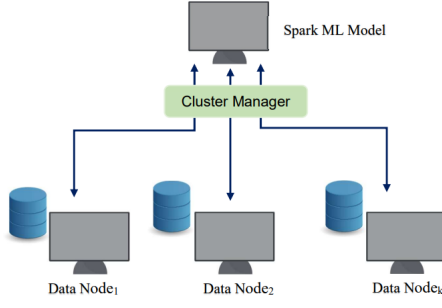 Spark ML Model
Cluster Manager
Data Node₁
Data Node₂
Data Nodeₖ